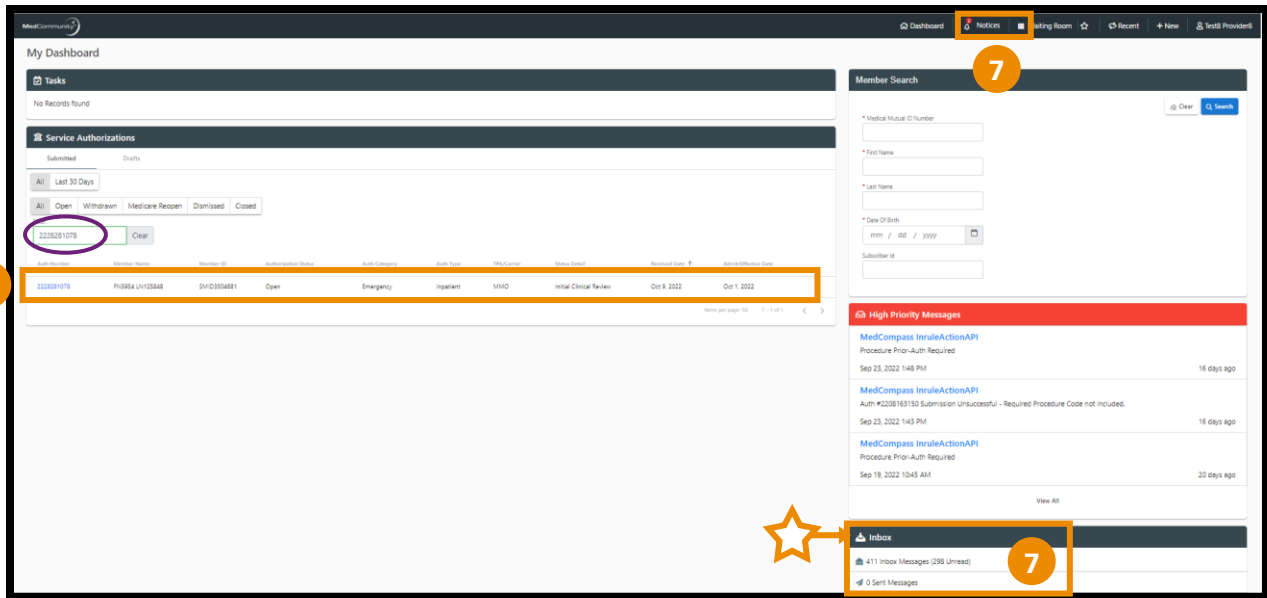 MedCommunity
Dashboard
2
Notices
iting Room
Recent
+ New
Test8 Provider8
7
My Dashboard
Tasks
No Records found
Service Authorizations
Submitted
Drafts
All
Last 30 Days
All
Open
Withdrawn
Medicare Reopen
Dismissed
Closed
2228281078
Clear
Auth Number
Member Name
Member ID
Authorization Status
Auth Category
Auth Type
TPA/Carrier
Status Detail
Received Date
Admit/Effective Date
2228281078
FN5954 LN125848
SMID3504681
Open
Emergency
Inpatient
MMO
Initial Clinical Review
Oct 9, 2022
Oct 1, 2022
Items per page: 50
1 – 1 of 1
Member Search
Clear
Search
* Medical Mutual ID Number
* First Name
* Last Name
* Date Of Birth
mm / dd / yyyy
Subscriber Id
High Priority Messages
MedCompass InruleActionAPI
Procedure Prior-Auth Required
Sep 23, 2022 1:48 PM
16 days ago
MedCompass InruleActionAPI
Auth #2208163150 Submission Unsuccessful - Required Procedure Code not included.
Sep 23, 2022 1:43 PM
16 days ago
MedCompass InruleActionAPI
Procedure Prior-Auth Required
Sep 19, 2022 10:45 AM
20 days ago
View All
Inbox
411 Inbox Messages (298 Unread)
0 Sent Messages
7